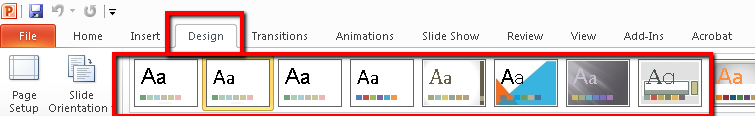 P
File Home Insert Design Transitions Animations Slide Show Review View Add-Ins Acrobat
Aa Aa Aa Aa Aa Aa Aa Aa Aa
Page Setup
Slide Orientation